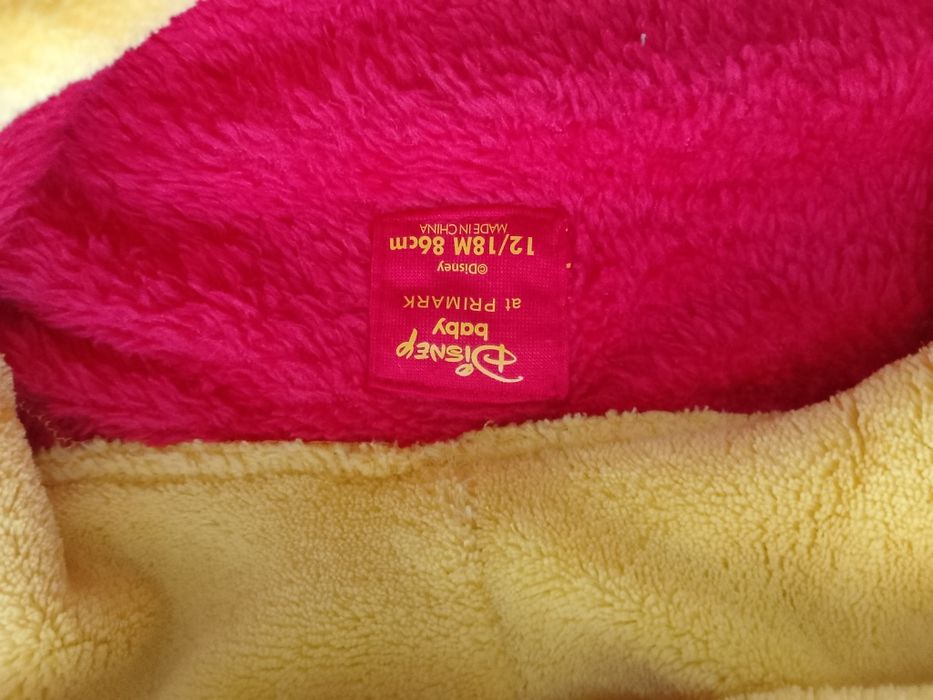 Disney
baby
at PRIMARK
©Disney
12/18M 86cm
MADE IN CHINA